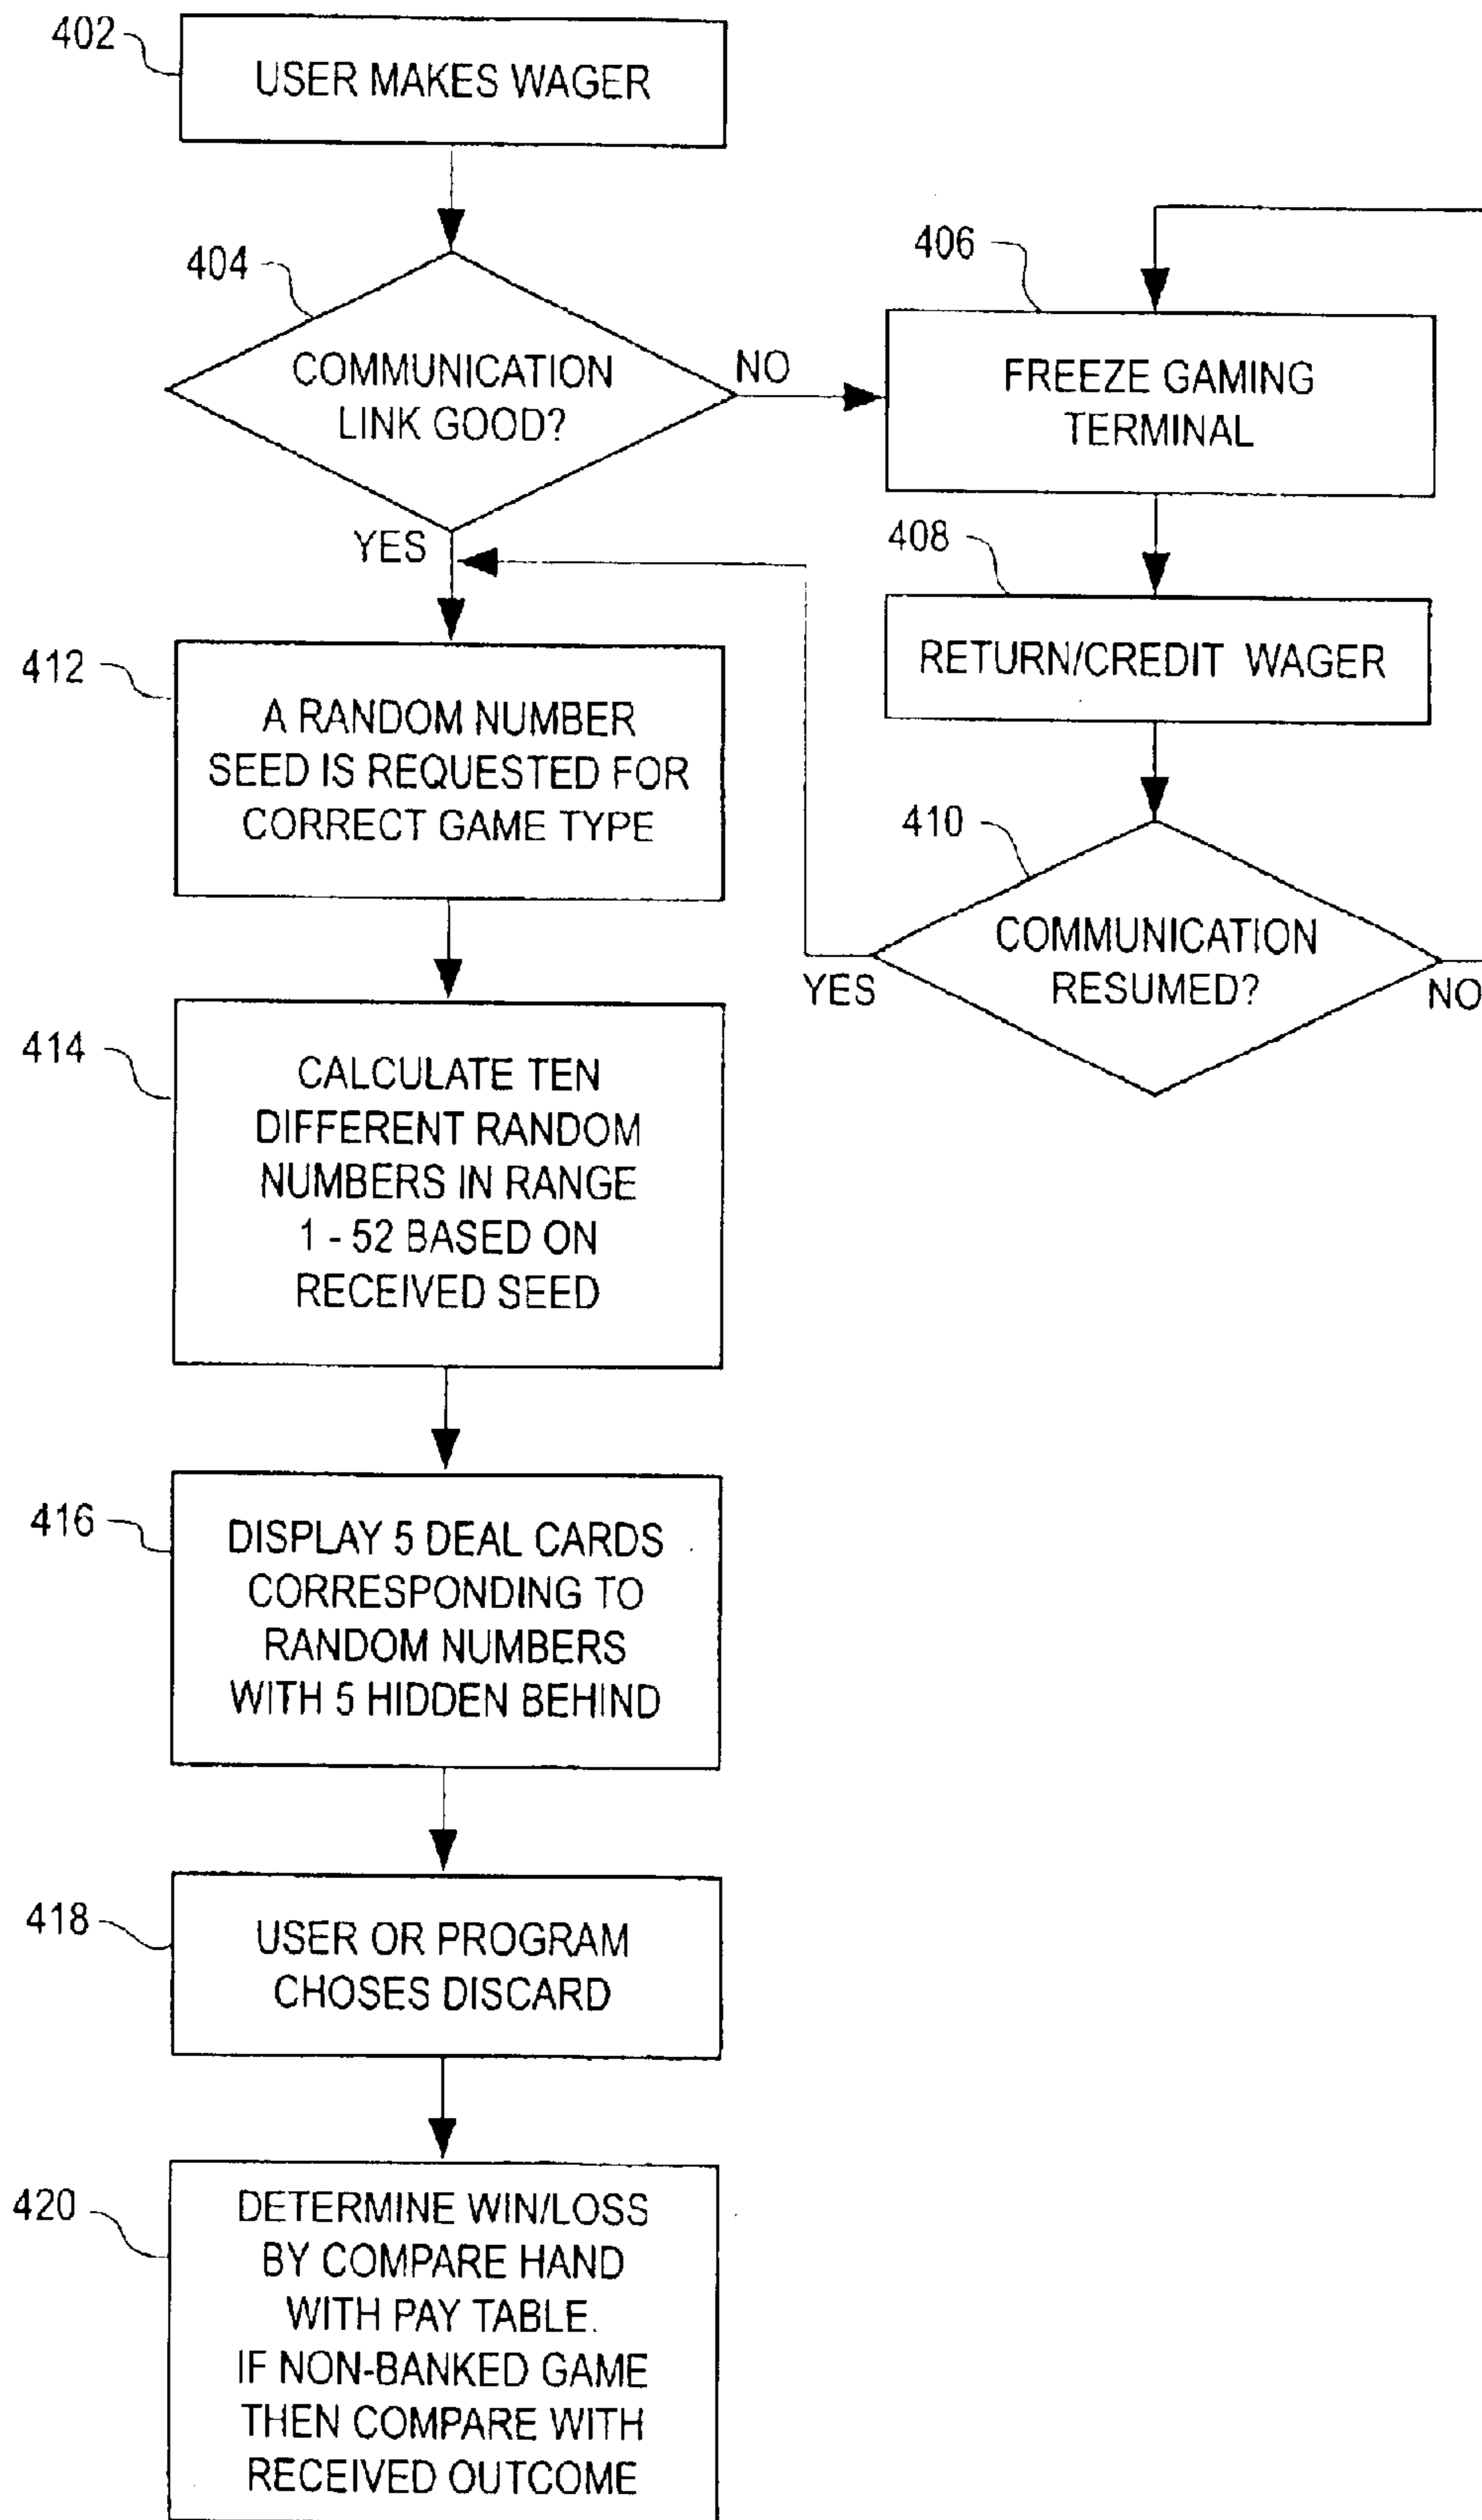 402
USER MAKES WAGER
404
COMMUNICATION
LINK GOOD?
NO
YES
406
FREEZE GAMING
TERMINAL
408
RETURN/CREDIT WAGER
410
COMMUNICATION
RESUMED?
YES
NO
412
A RANDOM NUMBER
SEED IS REQUESTED FOR
CORRECT GAME TYPE
414
CALCULATE TEN
DIFFERENT RANDOM
NUMBERS IN RANGE
1 - 52 BASED ON
RECEIVED SEED
416
DISPLAY 5 DEAL CARDS
CORRESPONDING TO
RANDOM NUMBERS
WITH 5 HIDDEN BEHIND
418
USER OR PROGRAM
CHOSES DISCARD
420
DETERMINE WIN/LOSS
BY COMPARE HAND
WITH PAY TABLE.
IF NON-BANKED GAME
THEN COMPARE WITH
RECEIVED OUTCOME